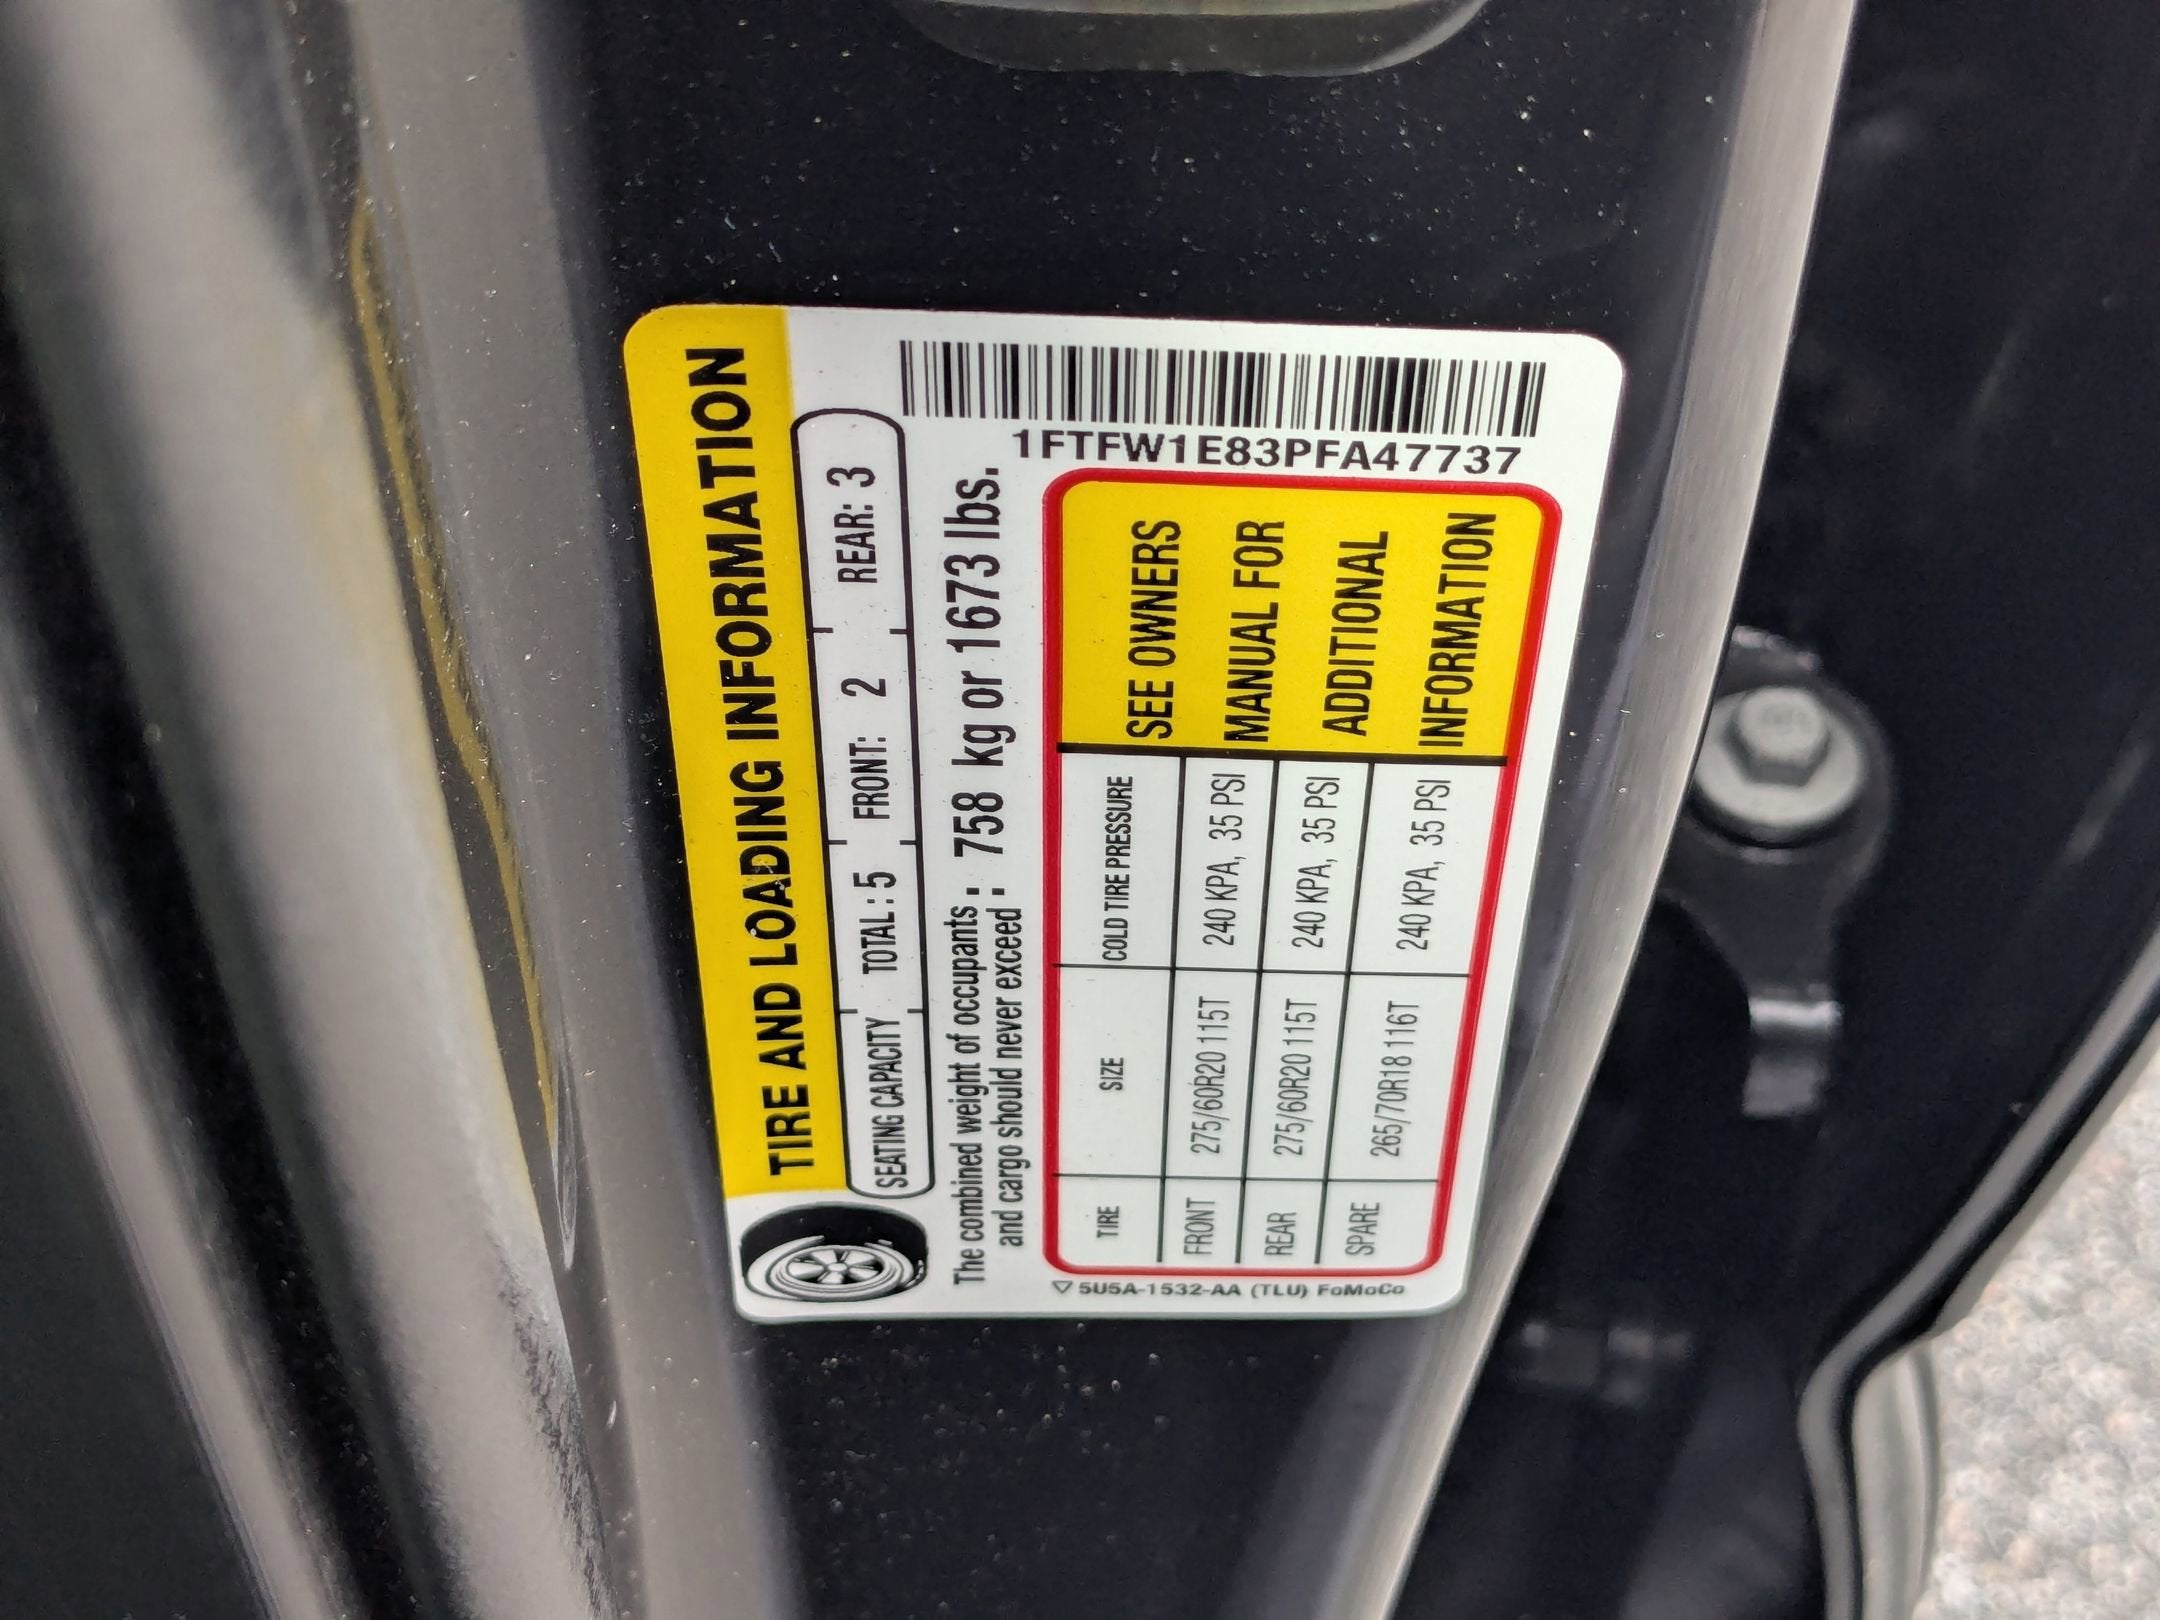 TIRE AND LOADING INFORMATION
SEATING CAPACITY TOTAL : 5 FRONT: 2 REAR: 3
The combined weight of occupants : 758 kg or 1673 lbs.
and cargo should never exceed :
1FTFW1E83PFA47737
TIRE SIZE COLD TIRE PRESSURE
FRONT 275/60R20 115T 240 KPA, 35 PSI
REAR 275/60R20 115T 240 KPA, 35 PSI
SPARE 265/70R18 116T 240 KPA, 35 PSI
SEE OWNERS
MANUAL FOR
ADDITIONAL
INFORMATION
5U5A-1532-AA (TLU) FoMoCo